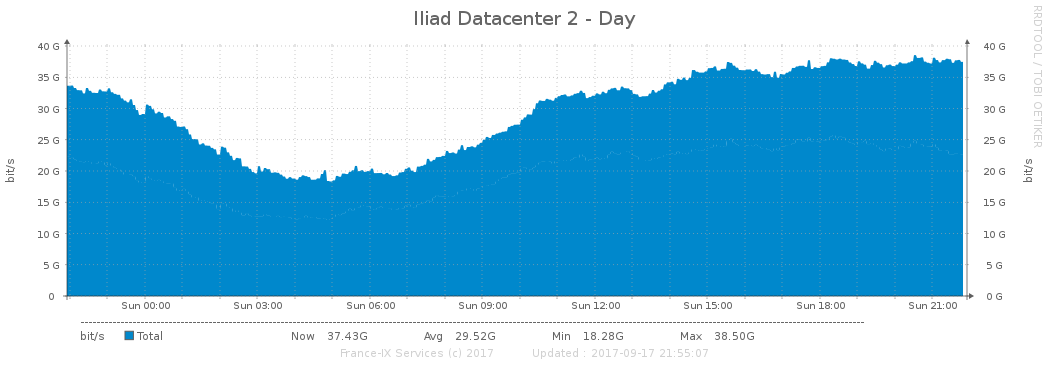 Iliad Datacenter 2 - Day
RRDTOOL / TOBI OETIKER
bit/s
40 G
35 G
30 G
25 G
20 G
15 G
10 G
5 G
0
40 G
35 G
30 G
25 G
20 G
15 G
10 G
5 G
0 G
bit/s
Sun 00:00 Sun 03:00 Sun 06:00 Sun 09:00 Sun 12:00 Sun 15:00 Sun 18:00 Sun 21:00
bit/s Total Now 37.43G Avg 29.52G Min 18.28G Max 38.50G
France-IX Services (c) 2017 Updated : 2017-09-17 21:55:07